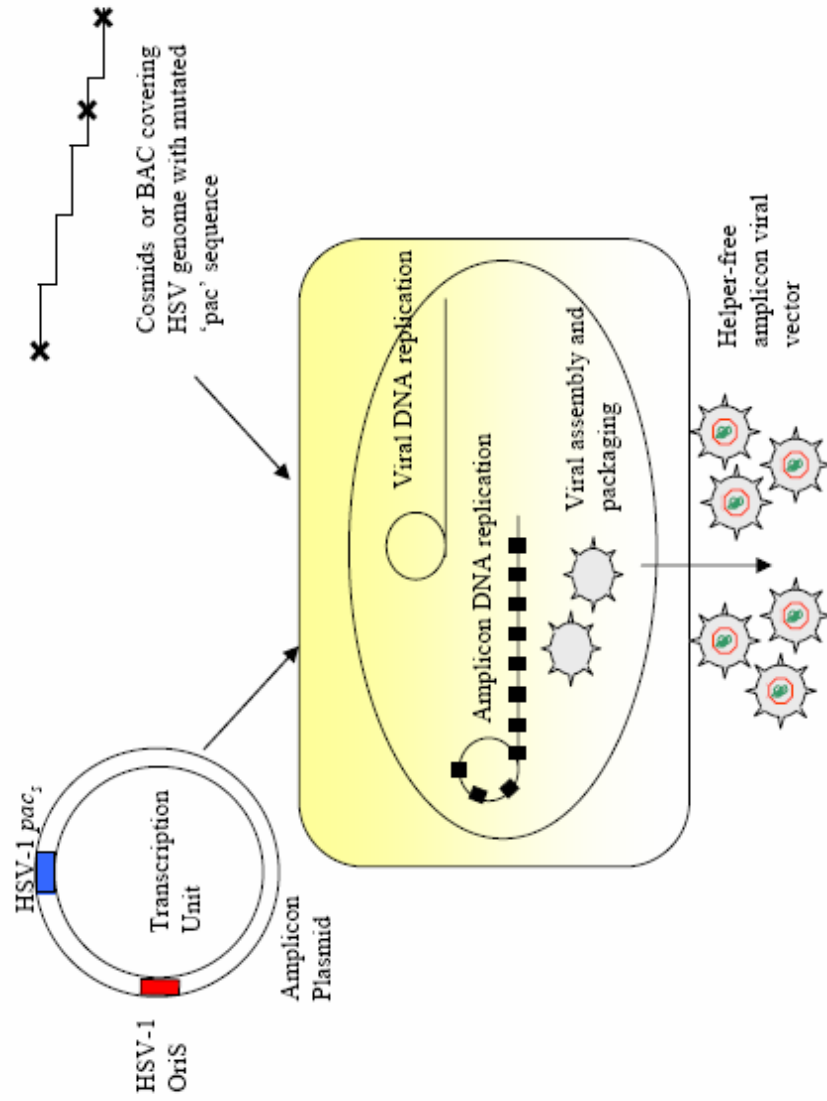 HSV-1 pac_s
HSV-1
OriS
Transcription
Unit
Amplicon
Plasmid
Cosmids or BAC covering
HSV genome with mutated
‘pac’ sequence
Viral DNA replication
Amplicon DNA replication
Viral assembly and
packaging
Helper-free
amplicon viral
vector